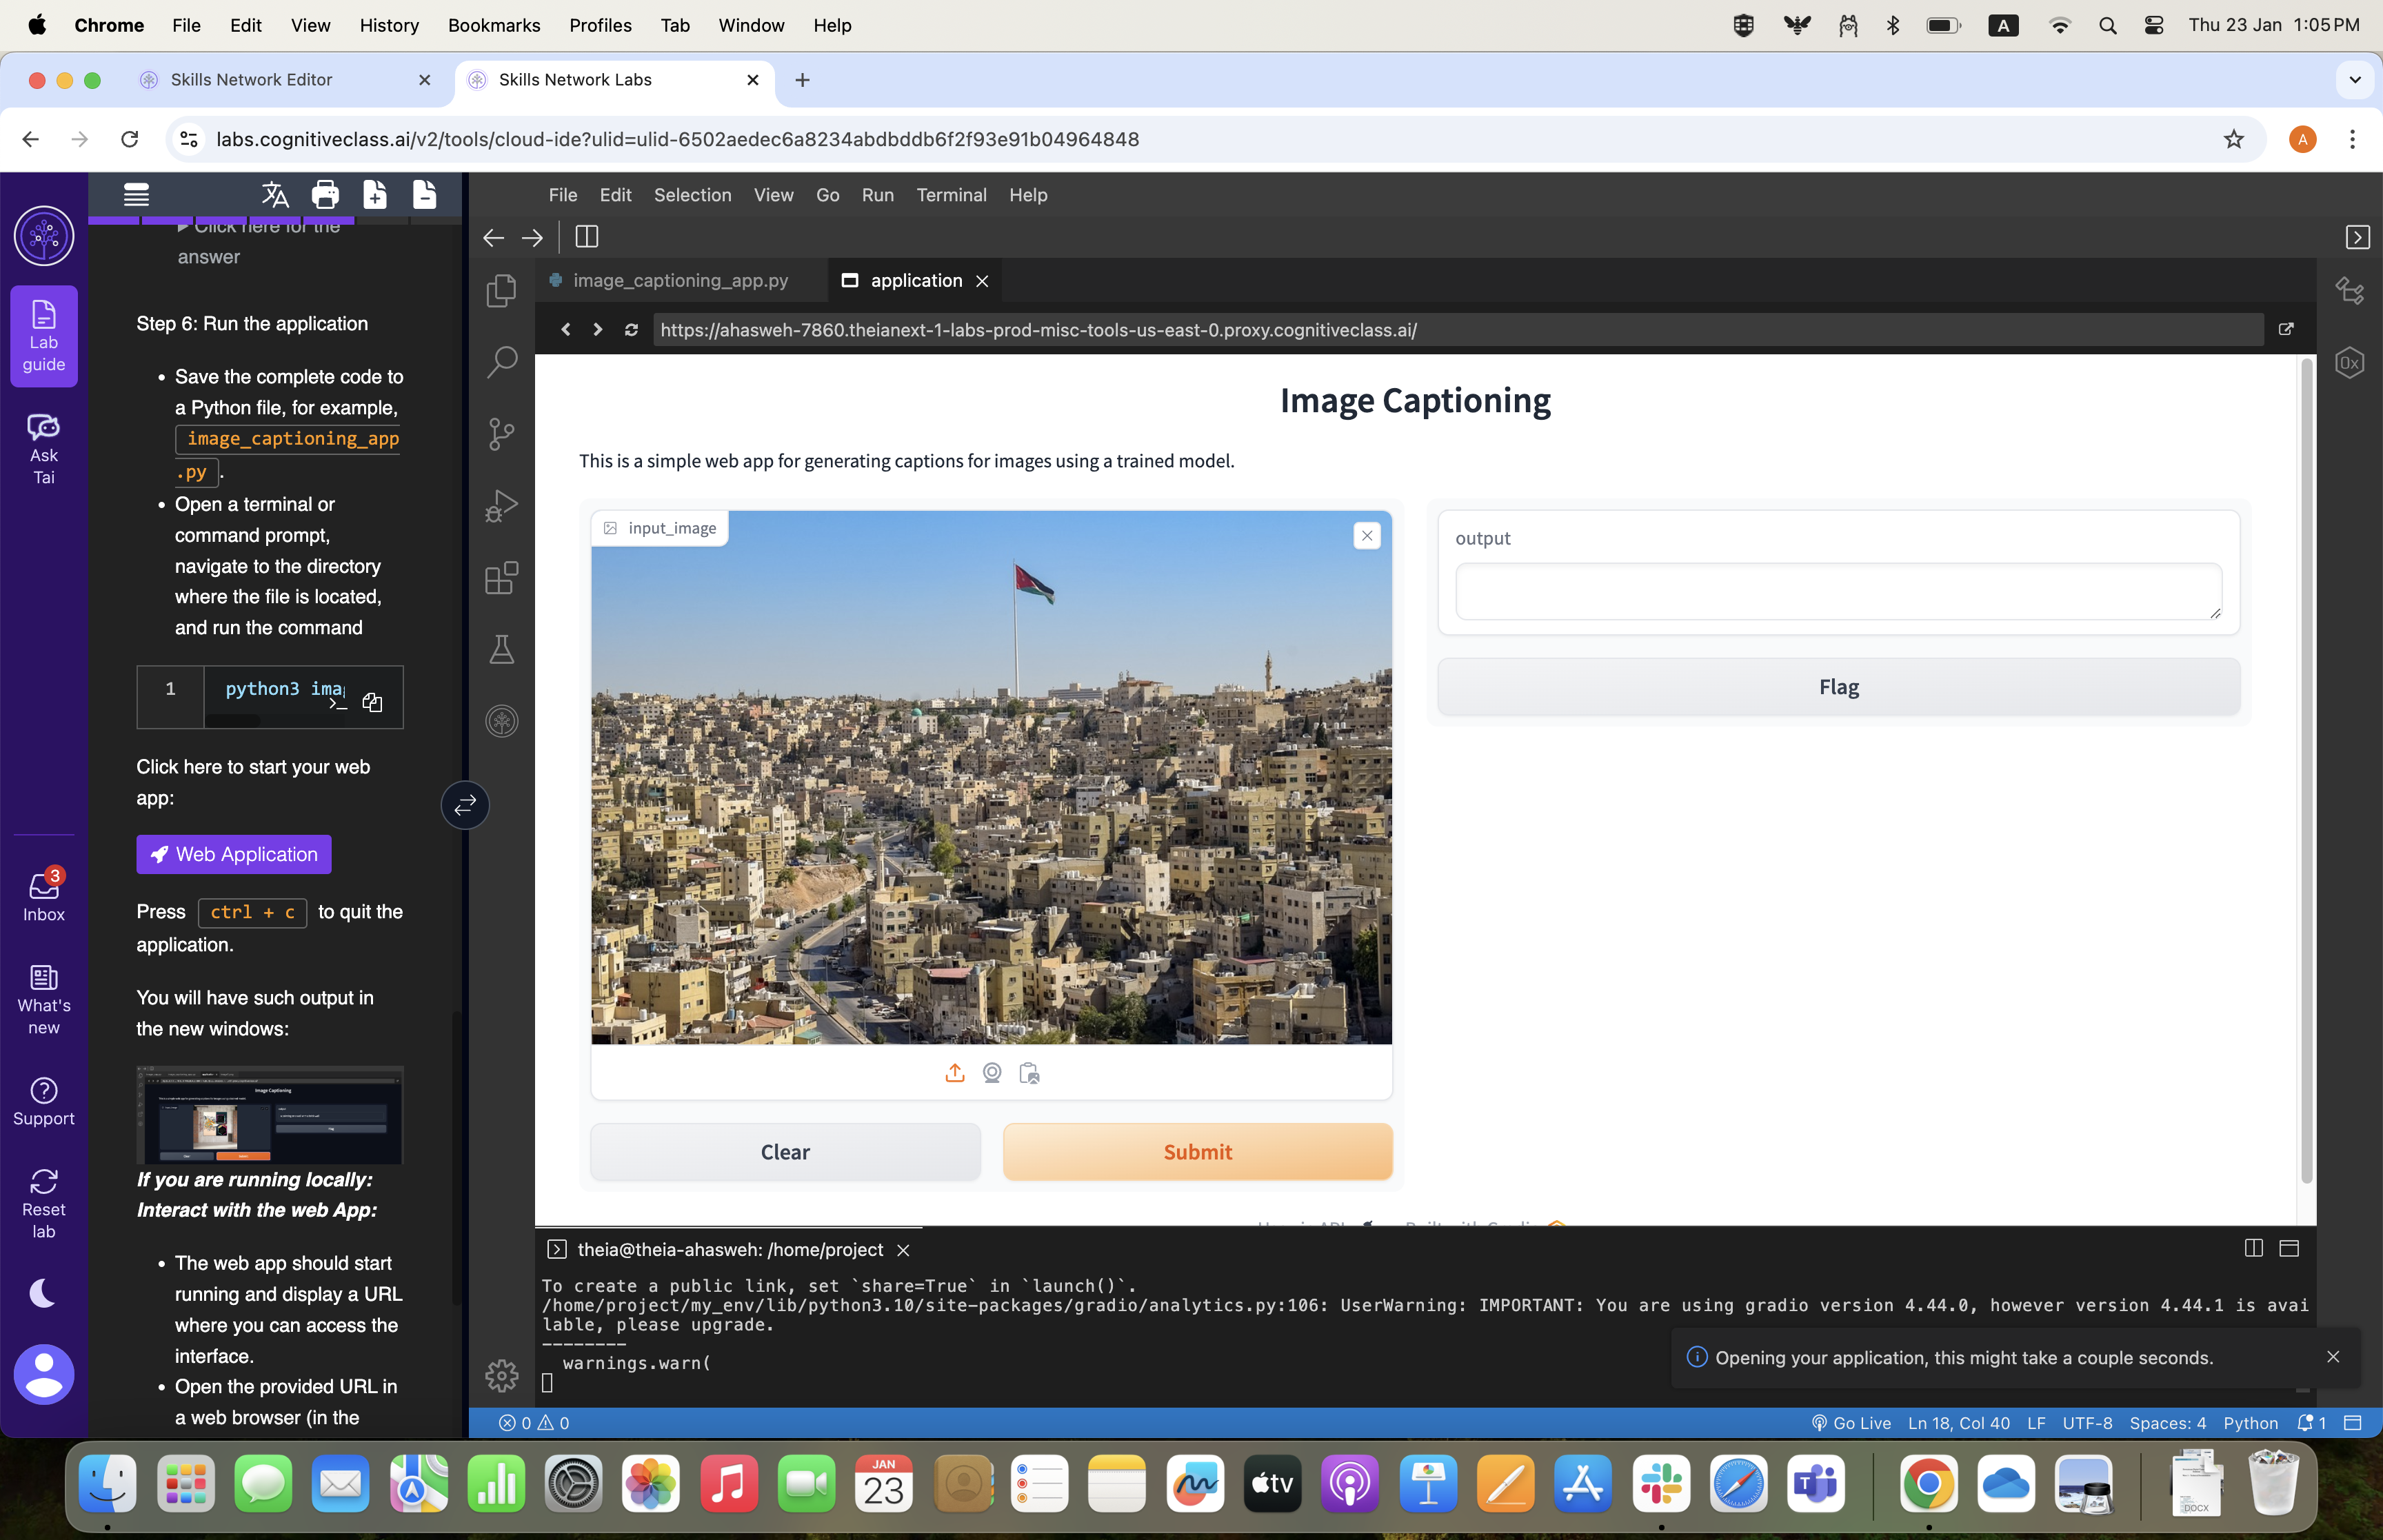 Chrome File Edit View History Bookmarks Profiles Tab Window Help
A
Thu 23 Jan 1:05 PM
Skills Network Editor
Skills Network Labs
labs.cognitiveclass.ai/v2/tools/cloud-ide?ulid=ulid-6502aedec6a8234abdbddb6f2f93e91b04964848
A
Lab
guide
Ask
Tai
3
Inbox
What's
new
Support
Reset
lab
Click here for the
answer
Step 6: Run the application
• Save the complete code to
a Python file, for example,
image_captioning_app
.py .
• Open a terminal or
command prompt,
navigate to the directory
where the file is located,
and run the command
1 python3 ima
Click here to start your web
app:
Web Application
Press ctrl + c to quit the
application.
You will have such output in
the new windows:
Image Captioning
If you are running locally:
Interact with the web App:
• The web app should start
running and display a URL
where you can access the
interface.
• Open the provided URL in
a web browser (in the
File Edit Selection View Go Run Terminal Help
image_captioning_app.py
application
https://ahasweh-7860.theianext-1-labs-prod-misc-tools-us-east-0.proxy.cognitiveclass.ai/
0x
Image Captioning
This is a simple web app for generating captions for images using a trained model.
input_image
output
Flag
Clear
Submit
theia@theia-ahasweh: /home/project
To create a public link, set `share=True` in `launch()`.
/home/project/my_env/lib/python3.10/site-packages/gradio/analytics.py:106: UserWarning: IMPORTANT: You are using gradio version 4.44.0, however version 4.44.1 is avai
lable, please upgrade.
--------
warnings.warn(
Opening your application, this might take a couple seconds.
0 0
Go Live Ln 18, Col 40 LF UTF-8 Spaces: 4 Python 1
JAN
23
tv
DOCX